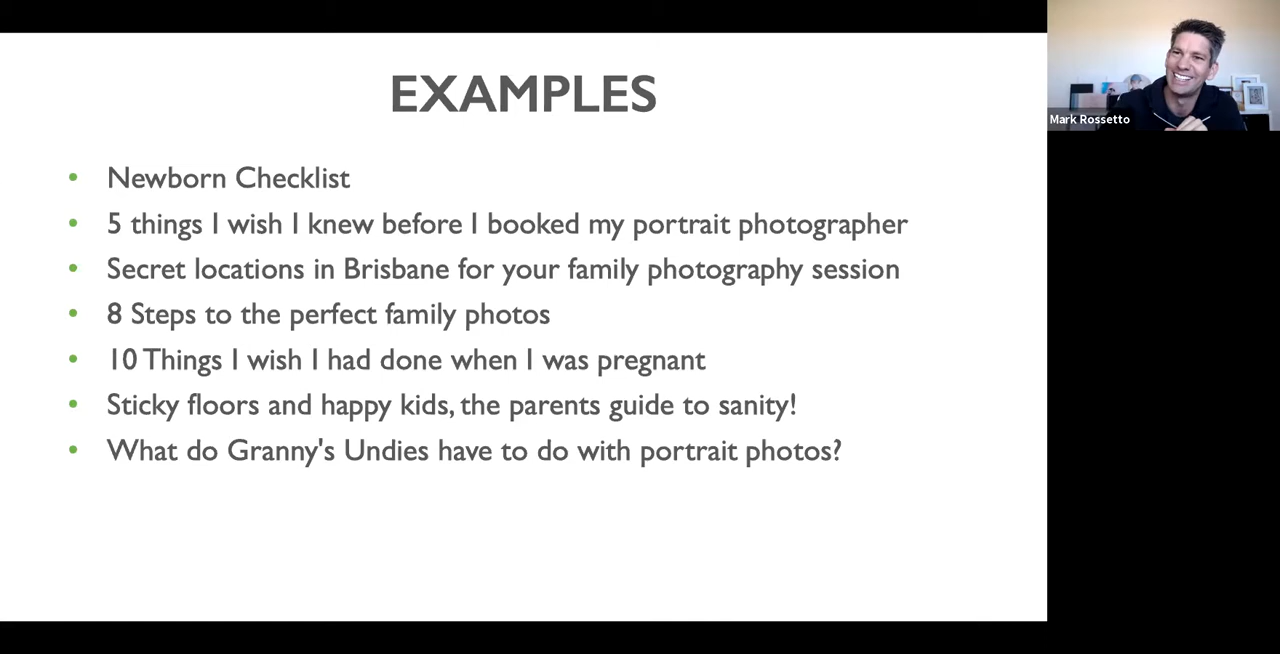 EXAMPLES
Mark Rossetto
• Newborn Checklist
• 5 things I wish I knew before I booked my portrait photographer
• Secret locations in Brisbane for your family photography session
• 8 Steps to the perfect family photos
• 10 Things I wish I had done when I was pregnant
• Sticky floors and happy kids, the parents guide to sanity!
• What do Granny's Undies have to do with portrait photos?